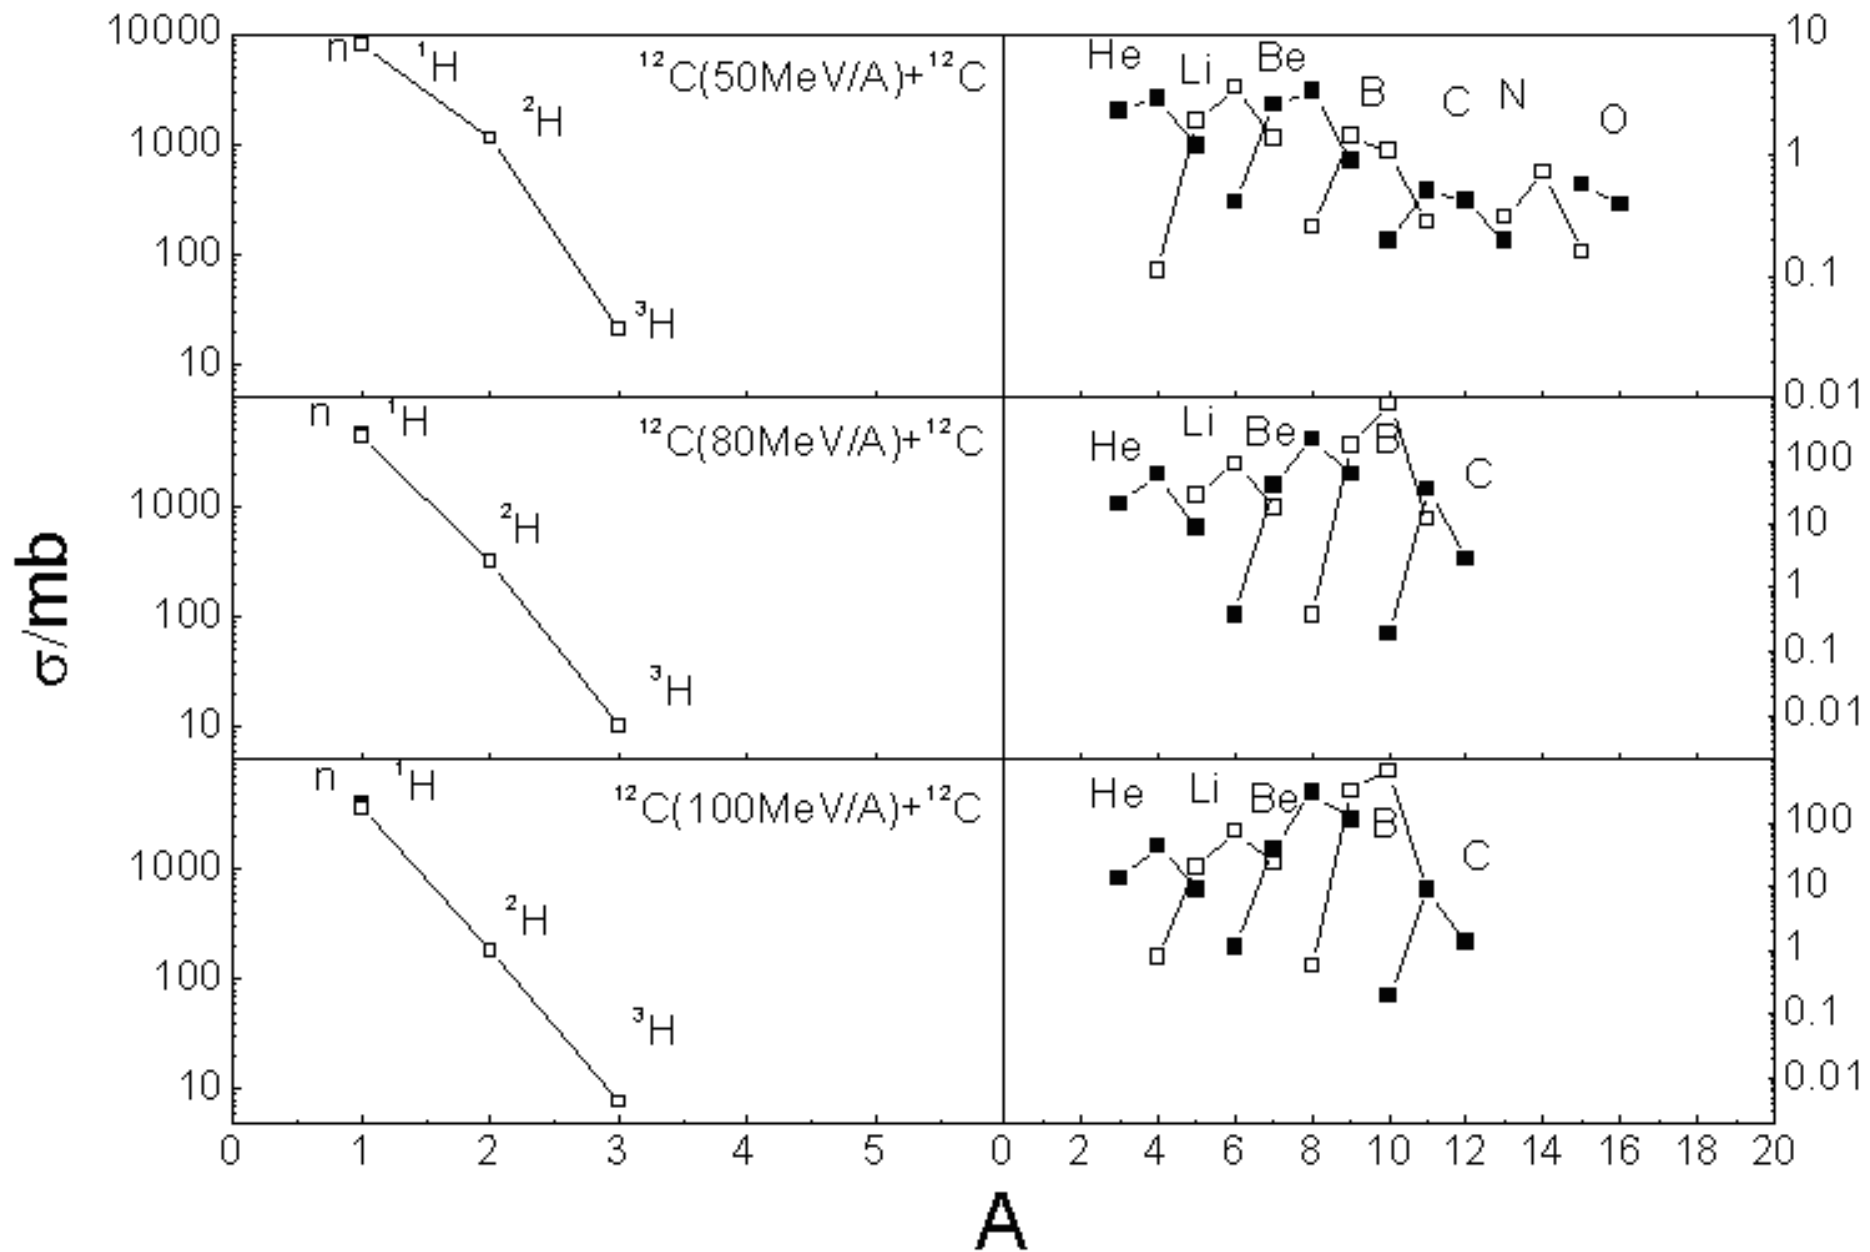 10000
1000
100
10
n
¹H
²H
³H
¹²C(50MeV/A)+¹²C
He
Li
Be
B
C
N
O
10
1
0.1
0.01
1000
100
10
n
¹H
²H
³H
¹²C(80MeV/A)+¹²C
He
Li
Be
B
C
100
10
1
0.1
0.01
1000
100
10
n
¹H
²H
³H
¹²C(100MeV/A)+¹²C
He
Li
Be
B
C
100
10
1
0.1
0.01
σ/mb
0 1 2 3 4 5 0 2 4 6 8 10 12 14 16 18 20
A